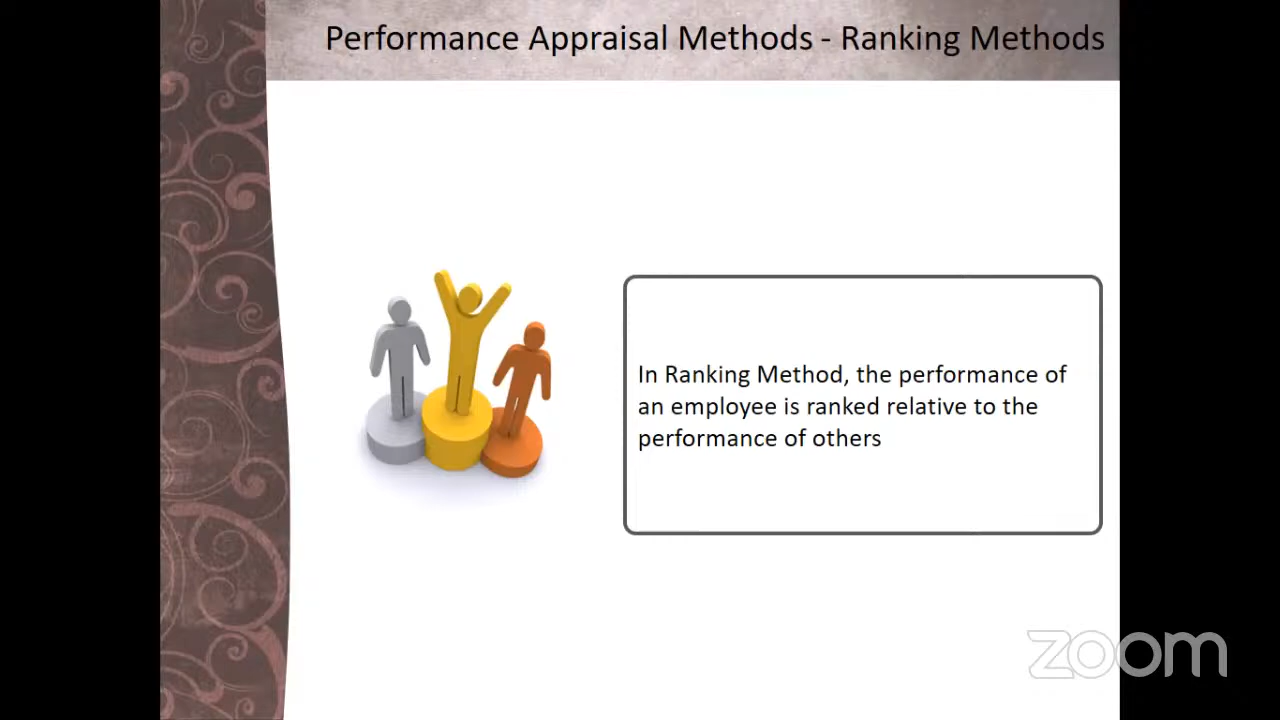 Performance Appraisal Methods - Ranking Methods
In Ranking Method, the performance of
an employee is ranked relative to the
performance of others
zoom